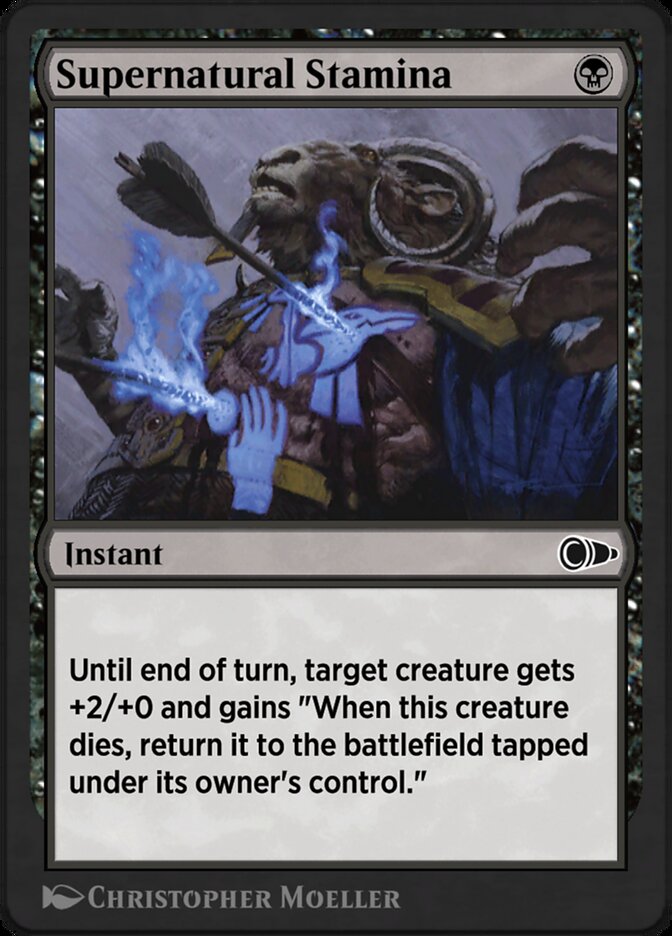 Supernatural Stamina
Instant
Until end of turn, target creature gets
+2/+0 and gains "When this creature
dies, return it to the battlefield tapped
under its owner's control."
Christopher Moeller